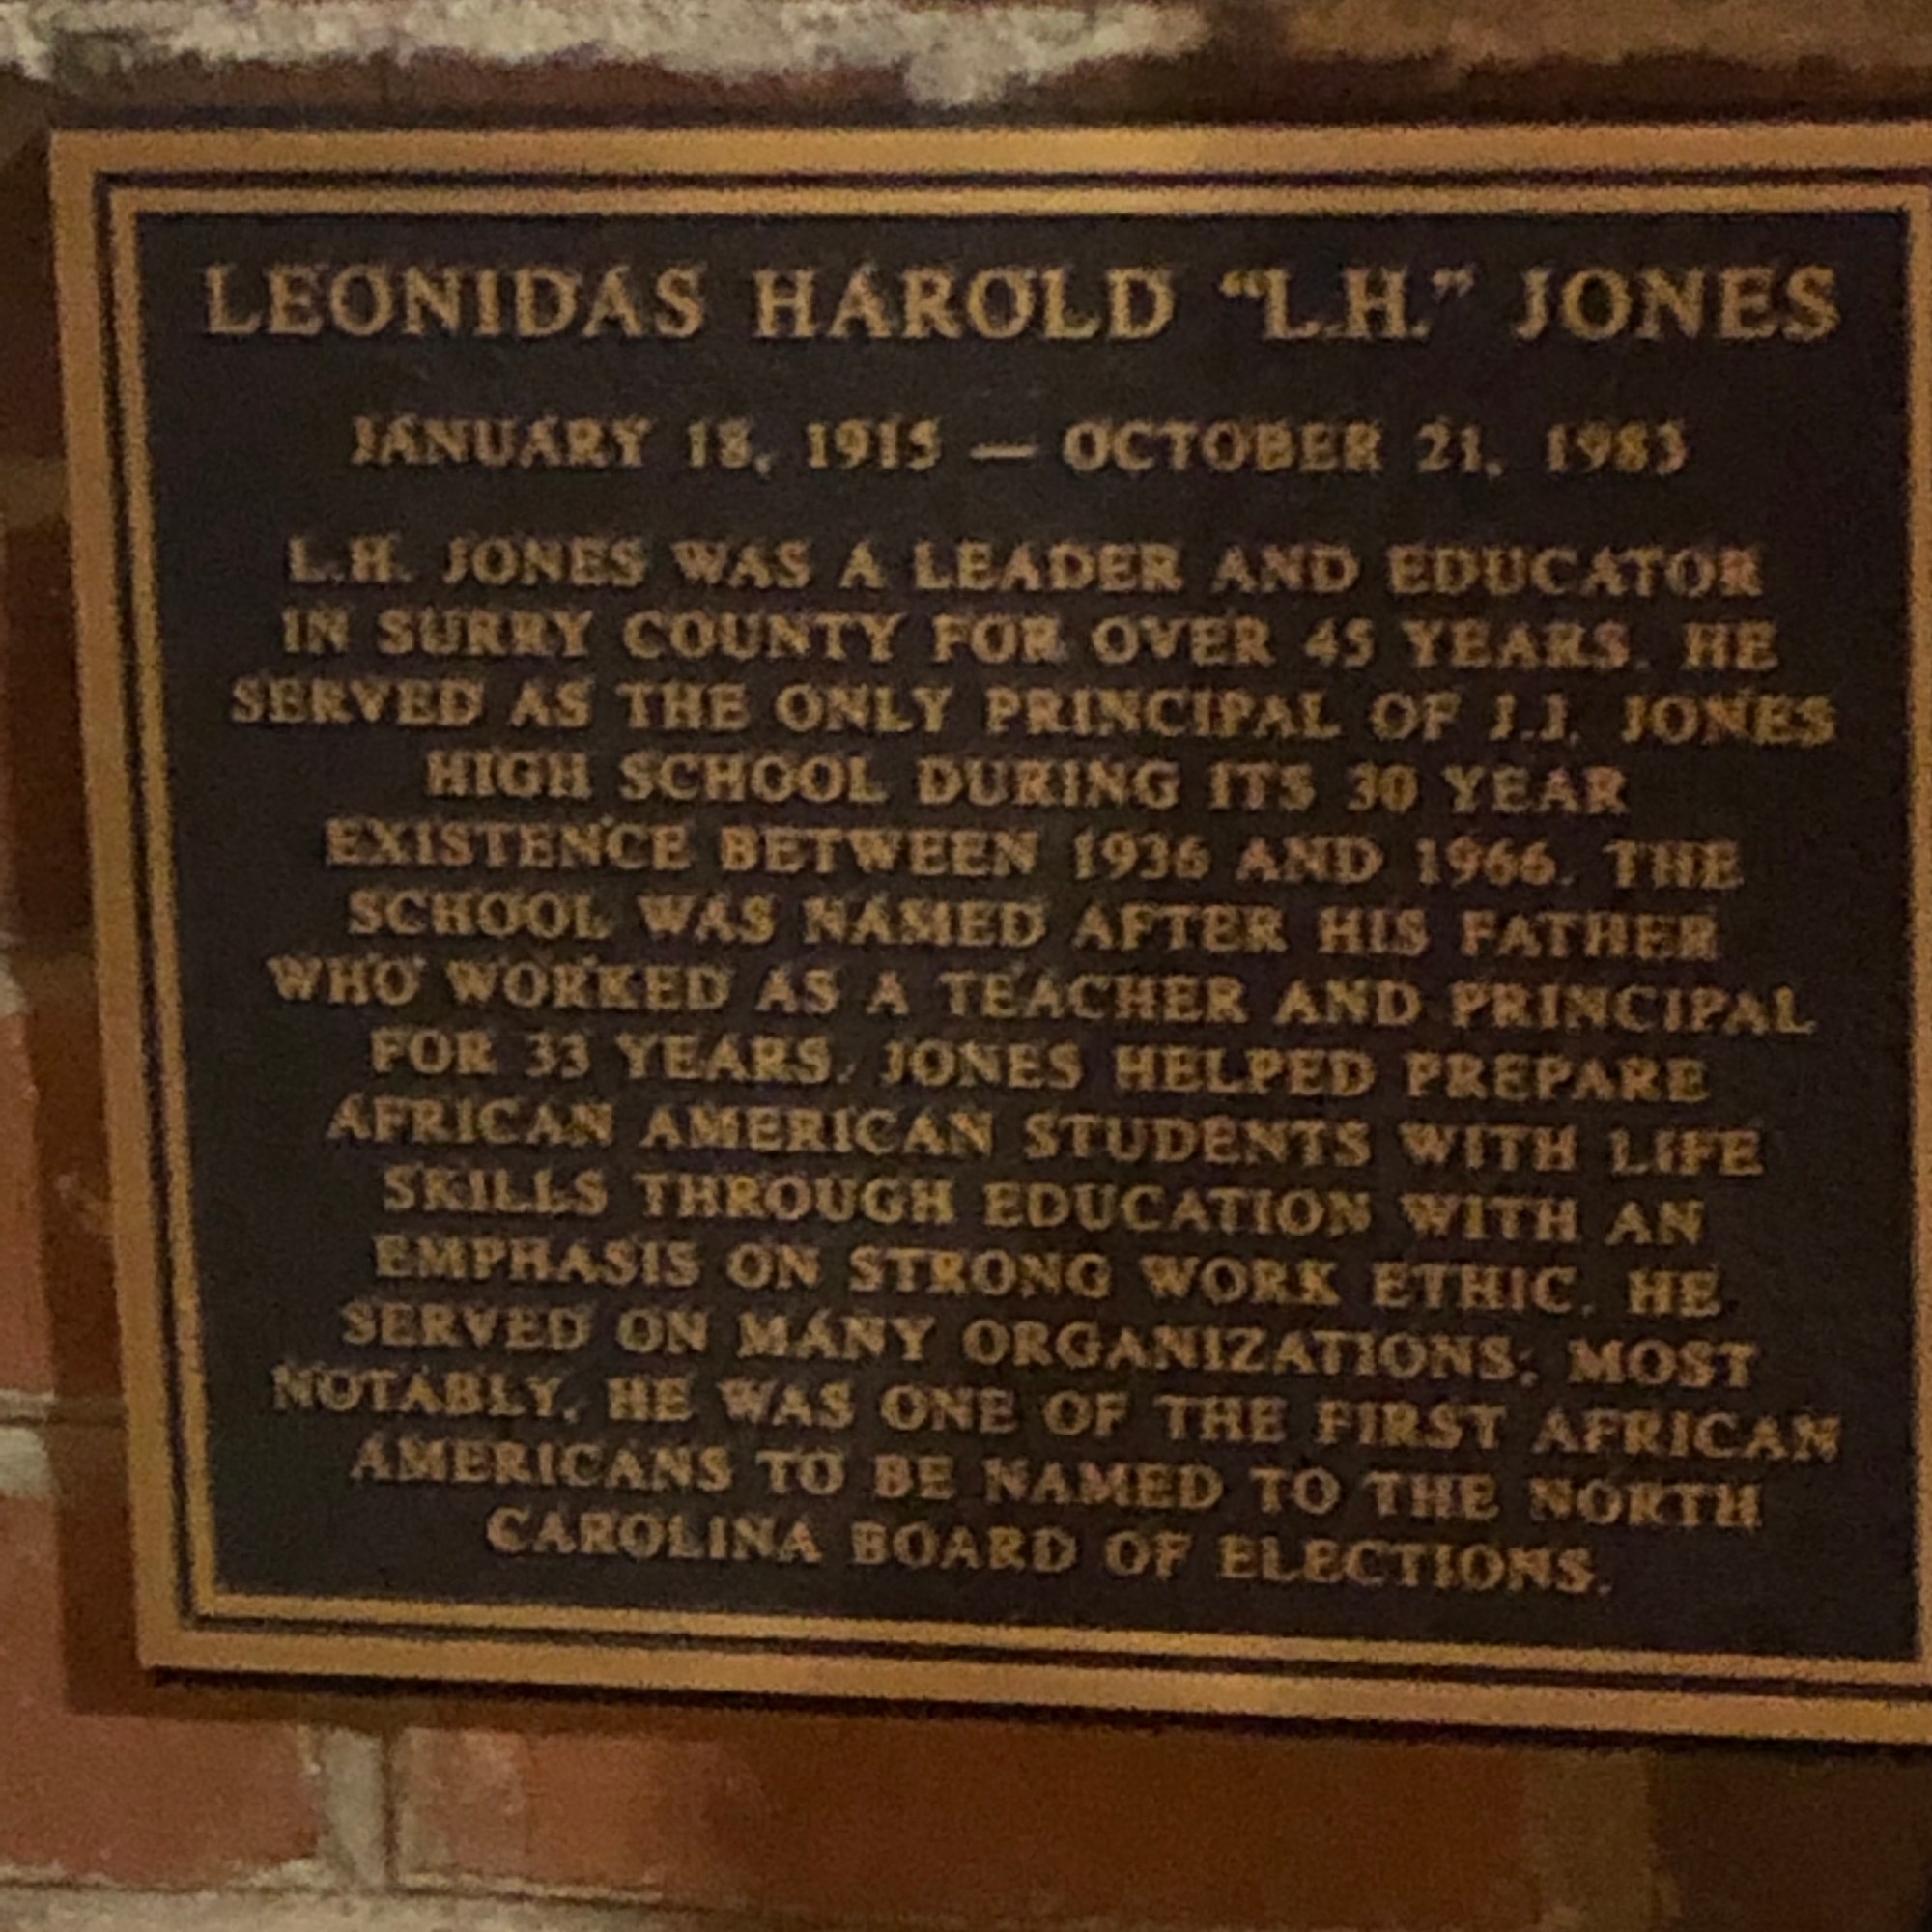 LEONIDAS HAROLD “L.H.” JONES
JANUARY 18, 1915 — OCTOBER 21, 1983
L.H. JONES WAS A LEADER AND EDUCATOR
IN SURRY COUNTY FOR OVER 45 YEARS. HE
SERVED AS THE ONLY PRINCIPAL OF J.J. JONES
HIGH SCHOOL DURING ITS 30 YEAR
EXISTENCE BETWEEN 1936 AND 1966. THE
SCHOOL WAS NAMED AFTER HIS FATHER
WHO WORKED AS A TEACHER AND PRINCIPAL
FOR 33 YEARS. JONES HELPED PREPARE
AFRICAN AMERICAN STUDENTS WITH LIFE
SKILLS THROUGH EDUCATION WITH AN
EMPHASIS ON STRONG WORK ETHIC. HE
SERVED ON MANY ORGANIZATIONS; MOST
NOTABLY, HE WAS ONE OF THE FIRST AFRICAN
AMERICANS TO BE NAMED TO THE NORTH
CAROLINA BOARD OF ELECTIONS.